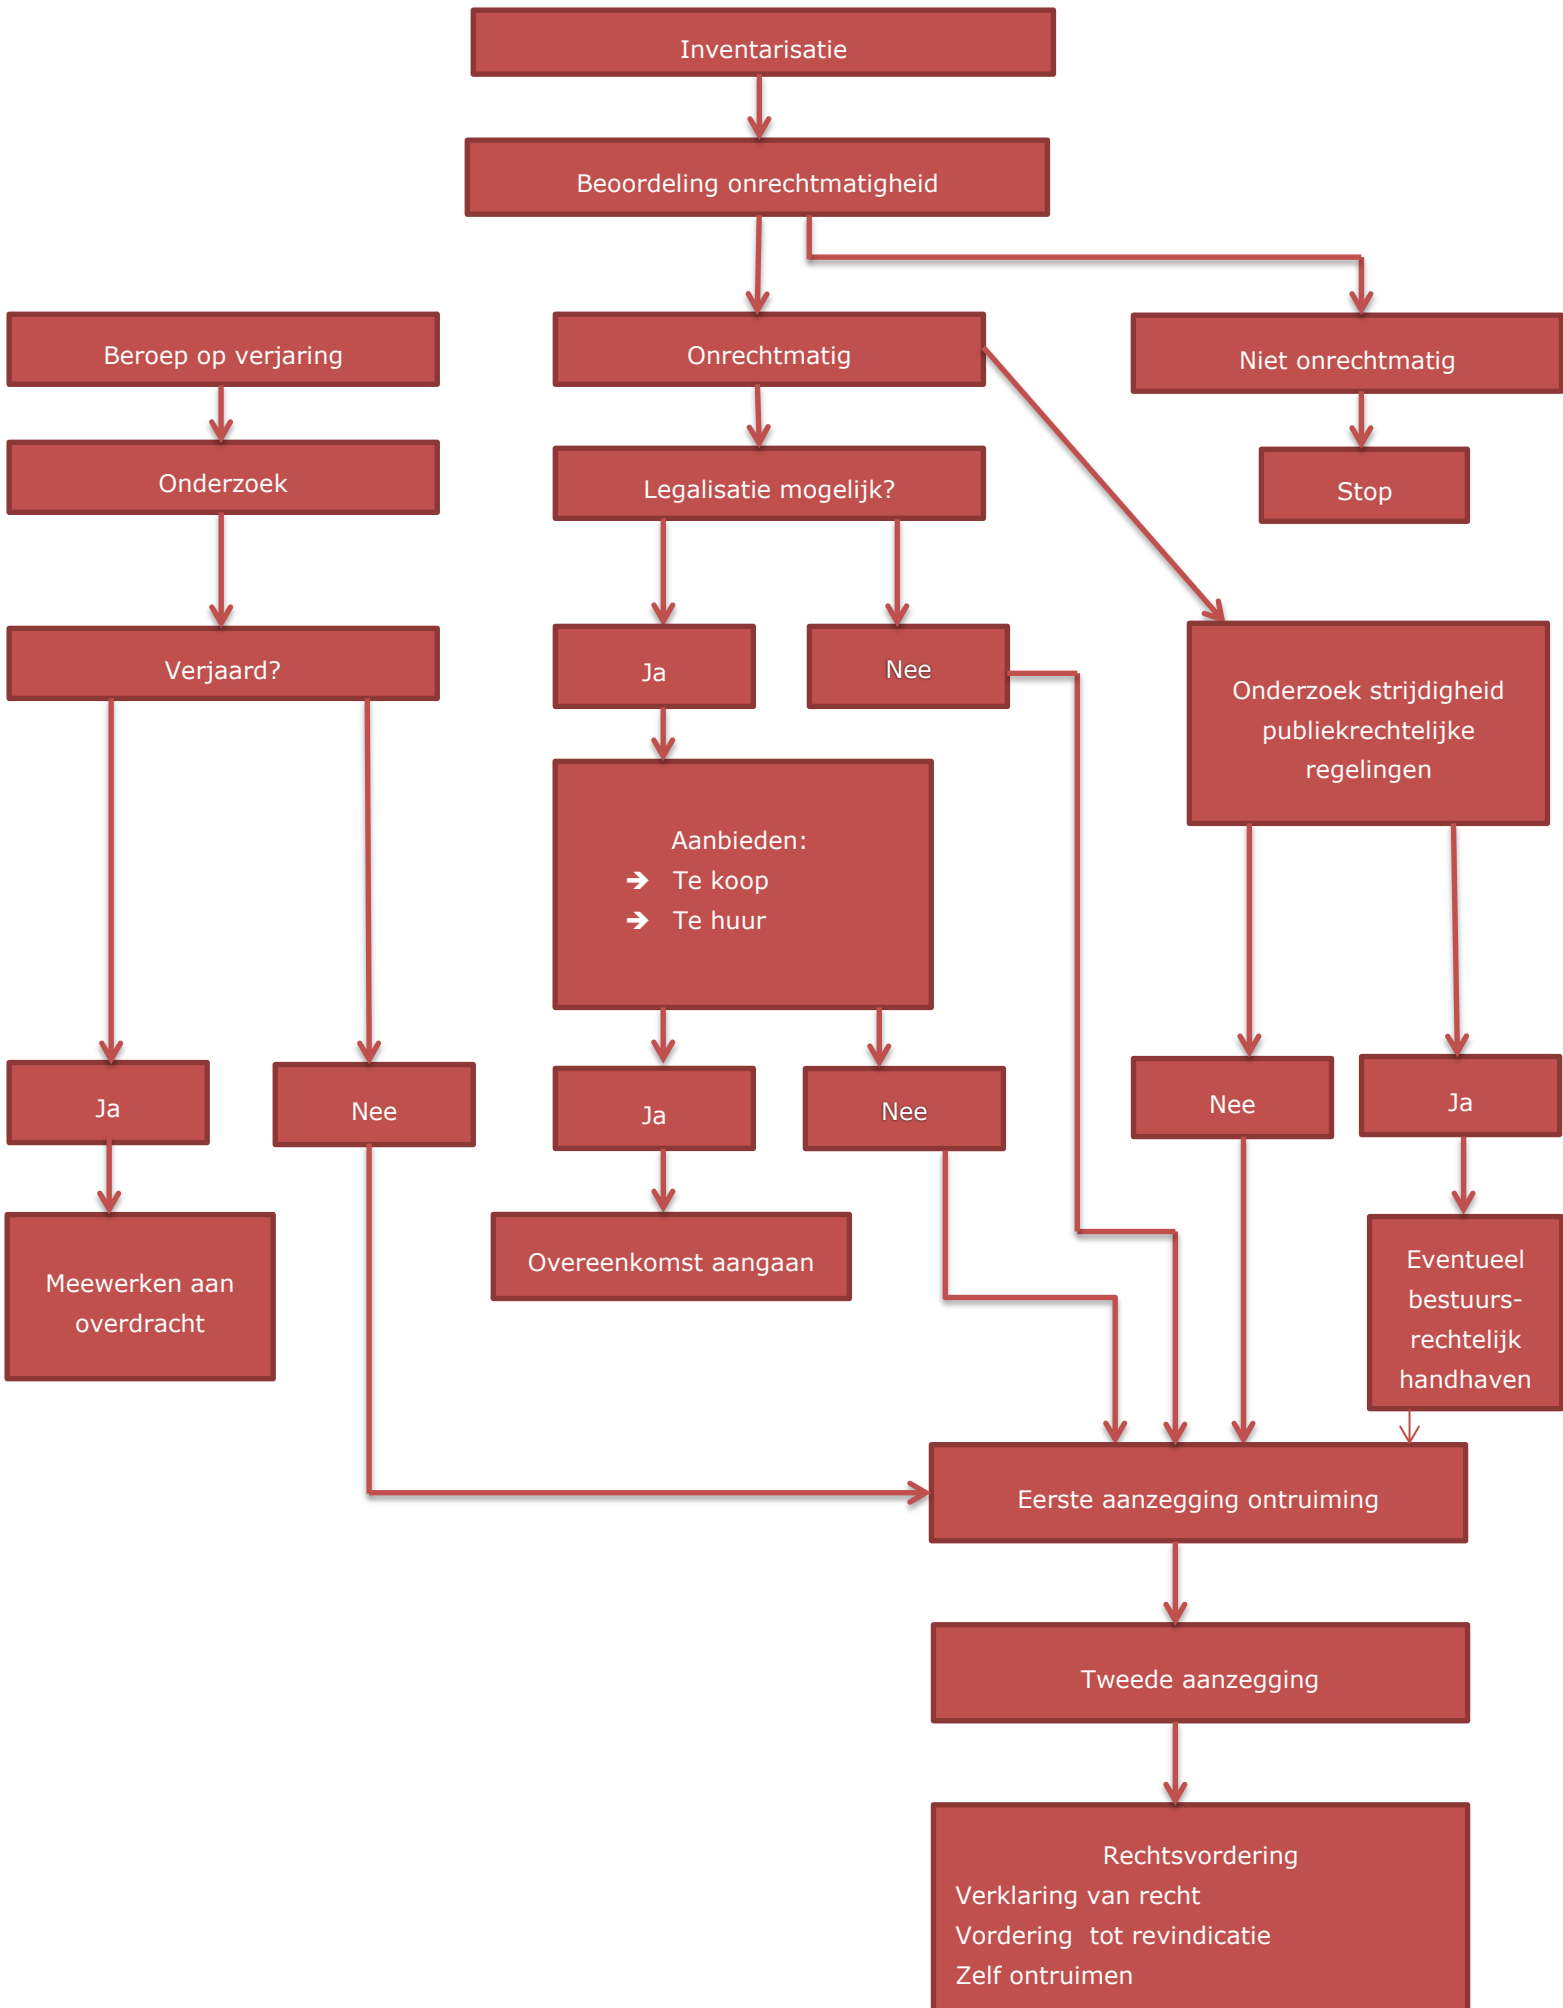 Inventarisatie
Beoordeling onrechtmatigheid
Beroep op verjaring
Onrechtmatig
Niet onrechtmatig
Onderzoek
Legalisatie mogelijk?
Stop
Verjaard?
Ja
Nee
Onderzoek strijdigheid
publiekrechtelijke
regelingen
Aanbieden:
➔ Te koop
➔ Te huur
Ja
Nee
Ja
Nee
Nee
Ja
Meewerken aan
overdracht
Overeenkomst aangaan
Eventueel
bestuurs-
rechtelijk
handhaven
Eerste aanzegging ontruiming
Tweede aanzegging
Rechtsvordering
Verklaring van recht
Vordering  tot revindicatie
Zelf ontruimen